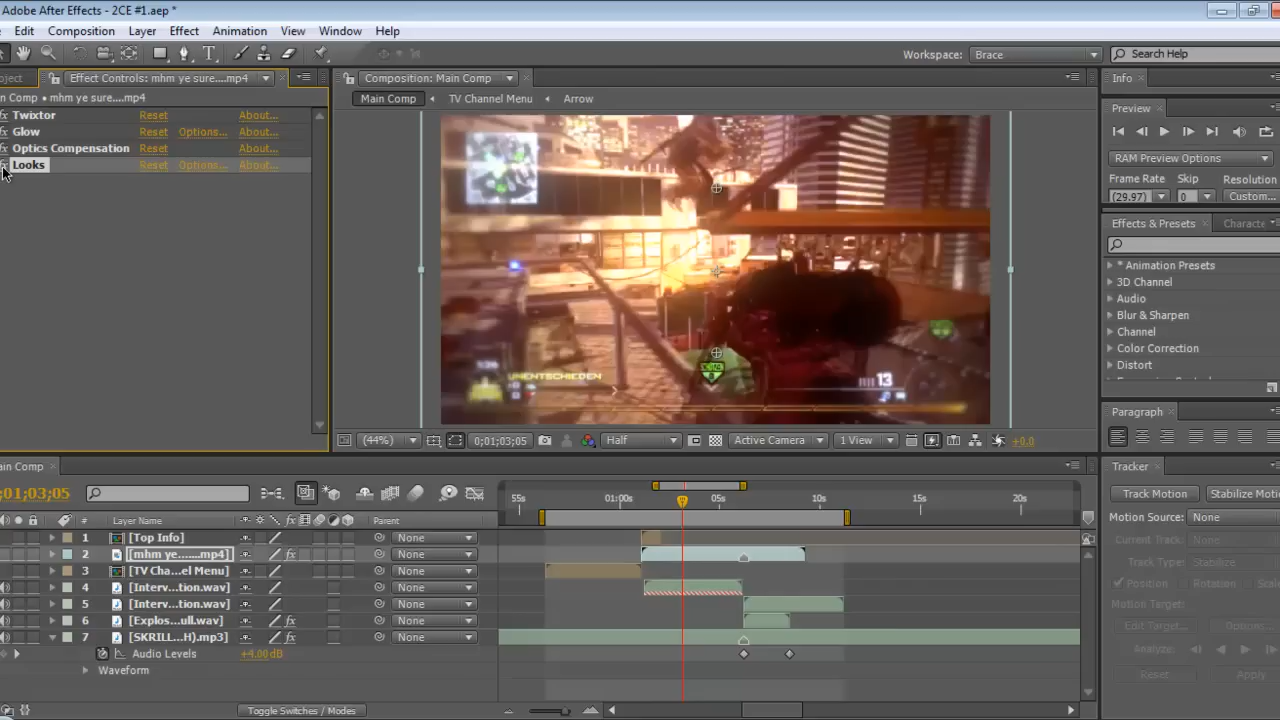 Adobe After Effects - 2CE #1.aep *
Edit Composition Layer Effect Animation View Window Help
Workspace: Brace Search Help
oject Effect Controls: mhm ye sure....mp4 Composition: Main Comp Info
n Comp • mhm ye sure....mp4 Main Comp TV Channel Menu Arrow
Twixtor Reset About... Preview
Glow Reset Options... About...
Optics Compensation Reset About...
Looks Reset Options... About...
RAM Preview Options
Frame Rate Skip Resolution
(29.97) 0 Custom...
Effects & Presets Characte
* Animation Presets
3D Channel
Audio
Blur & Sharpen
Channel
Color Correction
Distort
UNENTSCHIEDEN
13
(44%) 0;01;03;05 Half Active Camera 1 View +0,0
Paragraph
ain Comp Tracker
0;01;03;05 55s 01:00s 05s 10s 15s 20s
Track Motion Stabilize Motion
Motion Source: None
# Layer Name Parent
1 [Top Info] None
2 [mhm ye.......mp4] None
3 [TV Cha...el Menu] None
4 [Interv...tion.wav] None
5 [Interv...tion.wav] None
6 [Explos...ull.wav] None
7 [SKRILL...H).mp3] None
Audio Levels +4,00 dB
Waveform
Current Track: None
Track Type: Stabilize
Position Rotation Scale
Motion Target:
Edit Target... Options...
Analyze:
Reset Apply
Toggle Switches / Modes